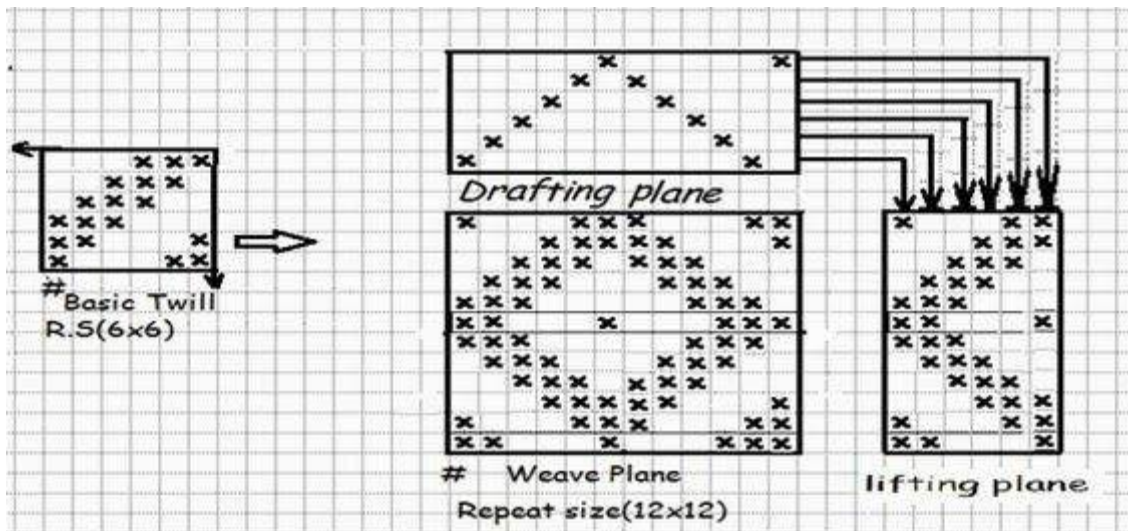 Drafting plane
#
Basic Twill
R.S(6x6)
# Weave Plane
Repeat size(12x12)
lifting plane